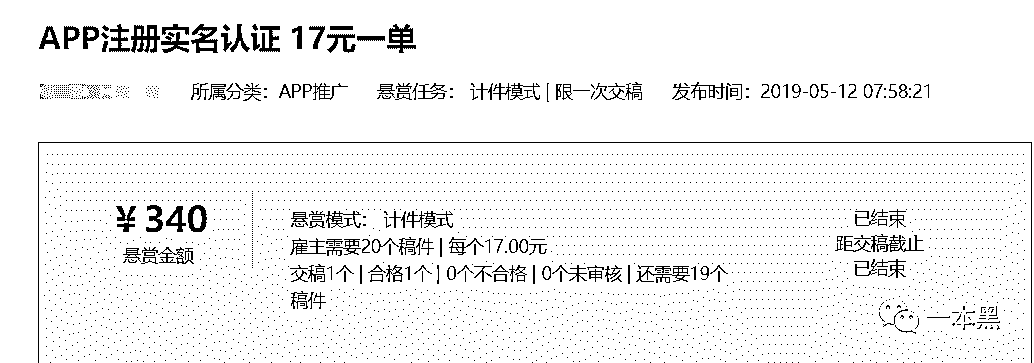 APP注册实名认证 17元一单
所属分类：APP推广 悬赏任务： 计件模式 | 限一次交稿 发布时间：2019-05-12 07:58:21
¥340
悬赏金额
悬赏模式： 计件模式
雇主需要20个稿件 | 每个17.00元
交稿1个 | 合格1个 | 0个不合格 | 0个未审核 | 还需要19个
稿件
已结束
距交稿截止
已结束
一本黑